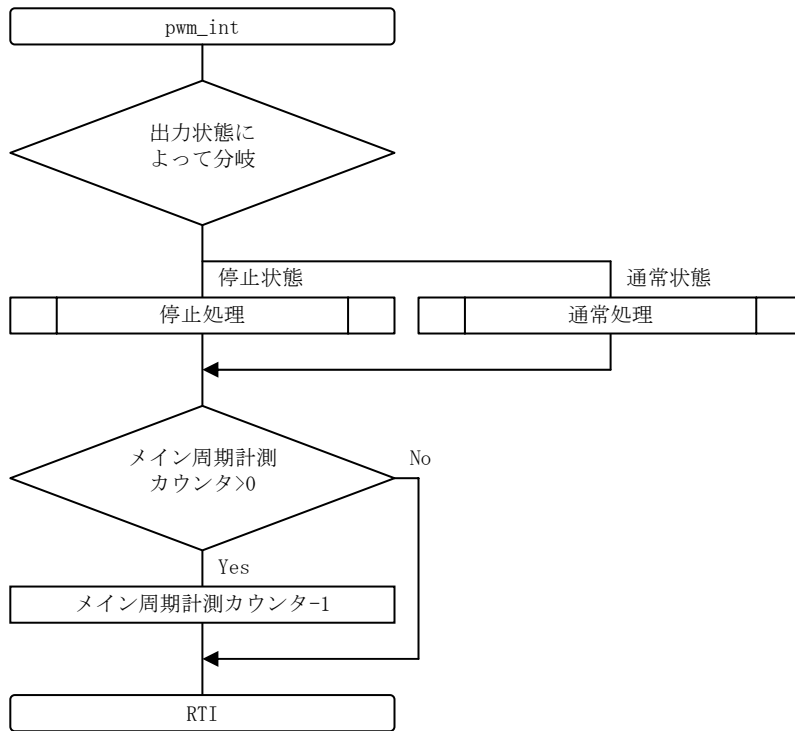 pwm_int
出力状態に
よって分岐
停止状態
通常状態
停止処理
通常処理
メイン周期計測
カウンタ>0
No
Yes
メイン周期計測カウンタ-1
RTI